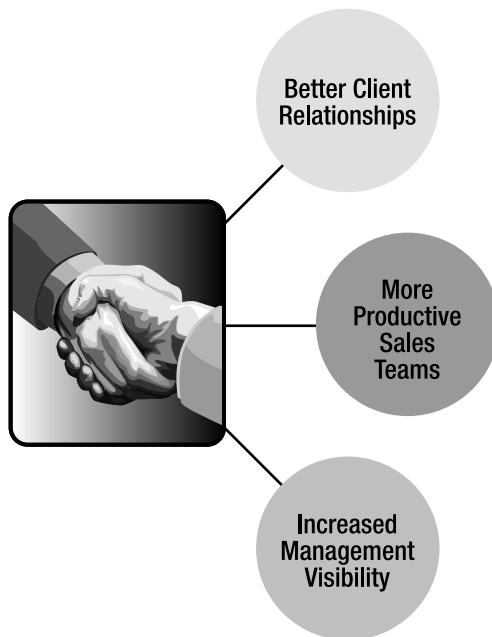 Better Client
Relationships
More
Productive
Sales
Teams
Increased
Management
Visibility